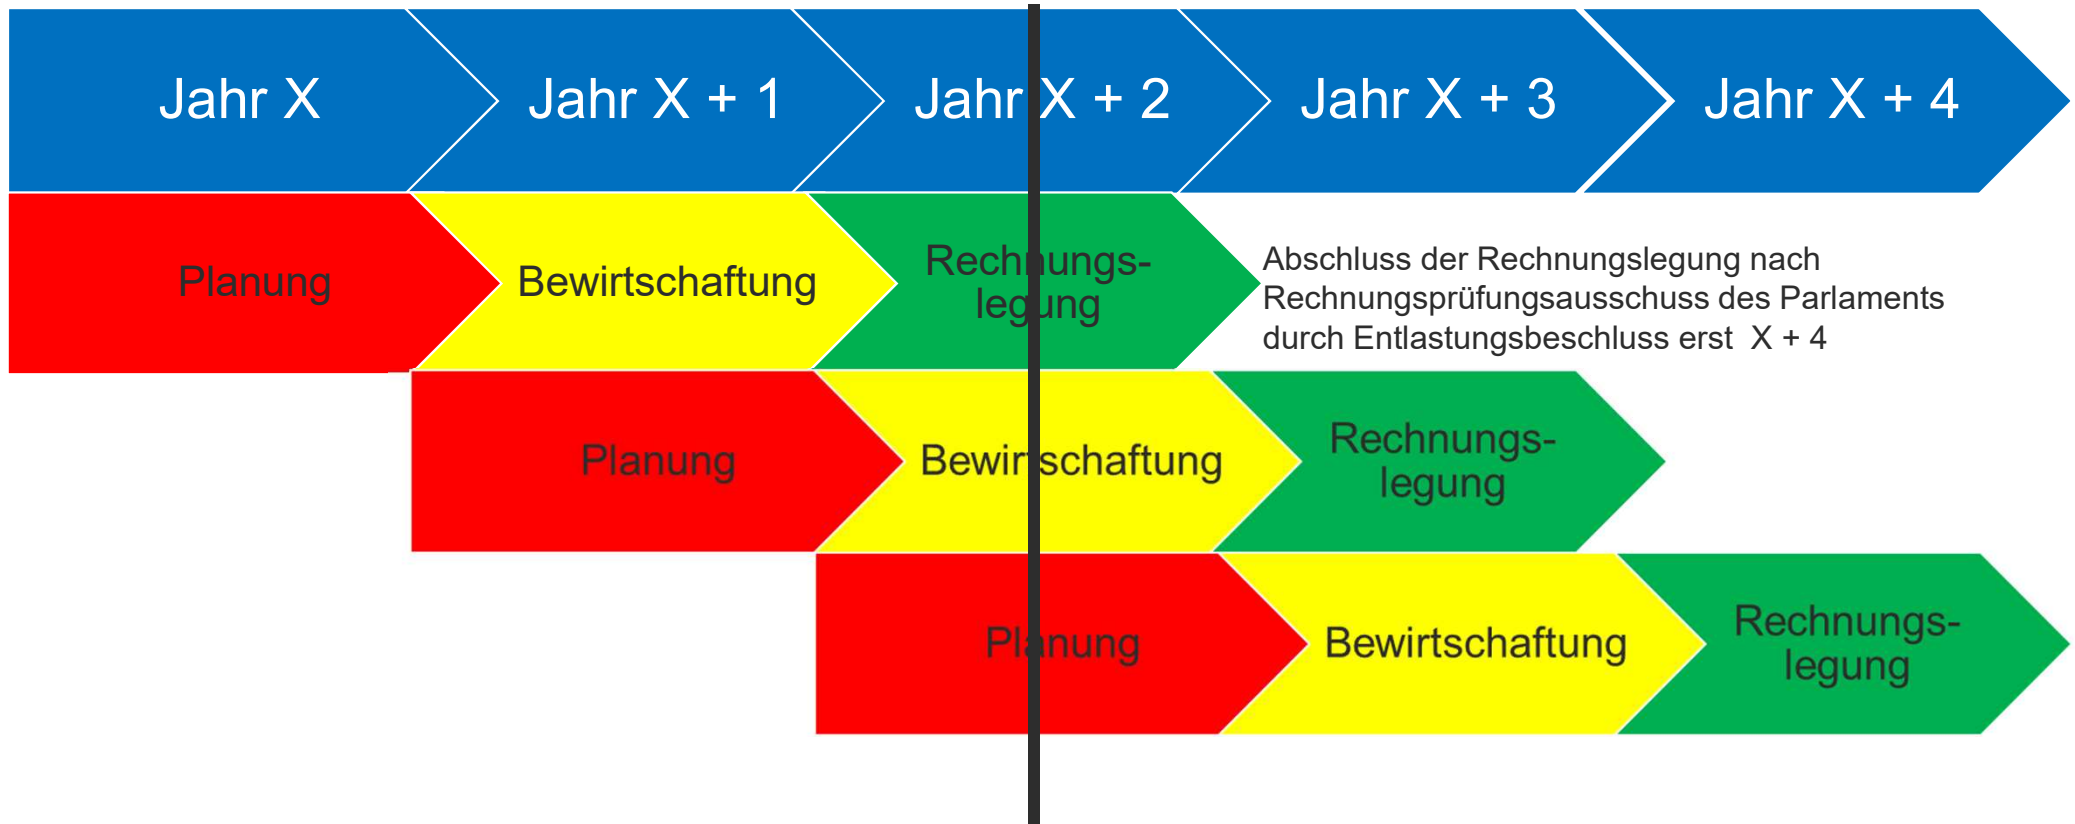 Jahr X
Jahr X + 1
Jahr X + 2
Jahr X + 3
Jahr X + 4
Planung
Bewirtschaftung
Rechnungs-
legung
Abschluss der Rechnungslegung nach
Rechnungsprüfungsausschuss des Parlaments
durch Entlastungsbeschluss erst  X + 4
Planung
Bewirtschaftung
Rechnungs-
legung
Planung
Bewirtschaftung
Rechnungs-
legung